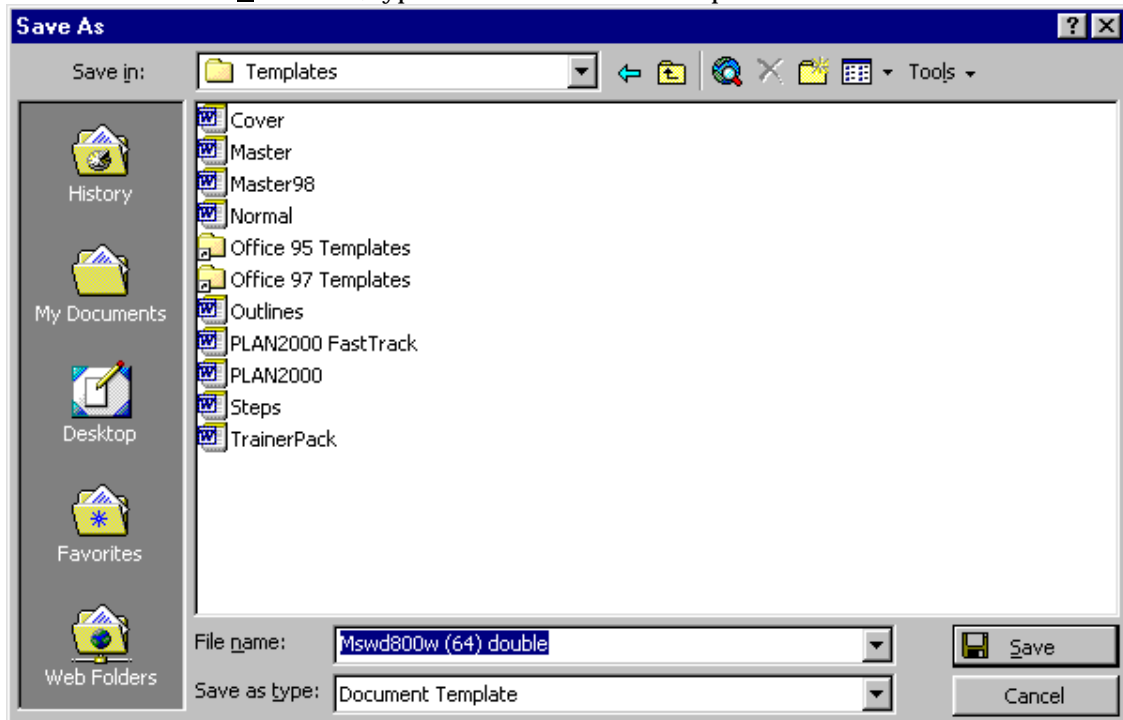 Save As
Save in: Templates Tools
History
My Documents
Desktop
Favorites
Web Folders
Cover
Master
Master98
Normal
Office 95 Templates
Office 97 Templates
Outlines
PLAN2000 FastTrack
PLAN2000
Steps
TrainerPack
File name: Mswd800w (64) double Save
Save as type: Document Template Cancel